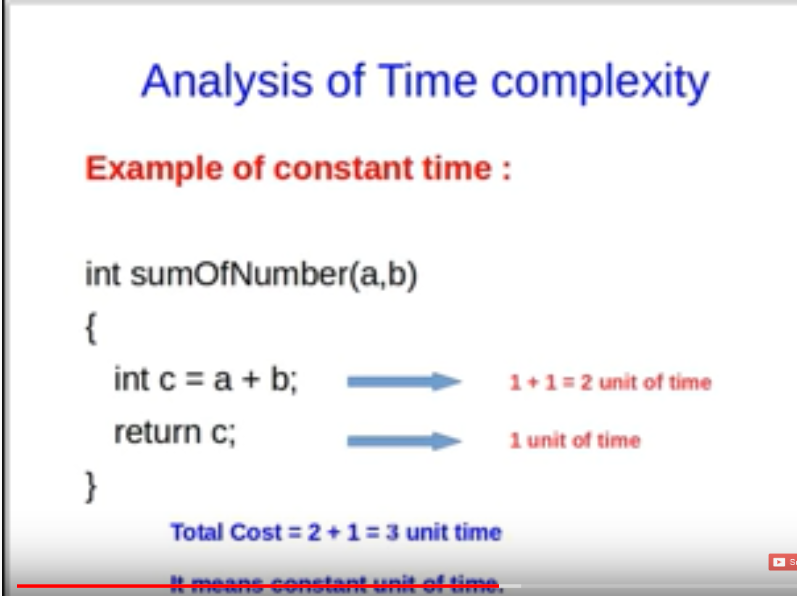 Analysis of Time complexity
Example of constant time :
int sumOfNumber(a,b)
{
int c = a + b;
1 + 1 = 2 unit of time
return c;
1 unit of time
}
Total Cost = 2 + 1 = 3 unit time
It means constant unit of time.